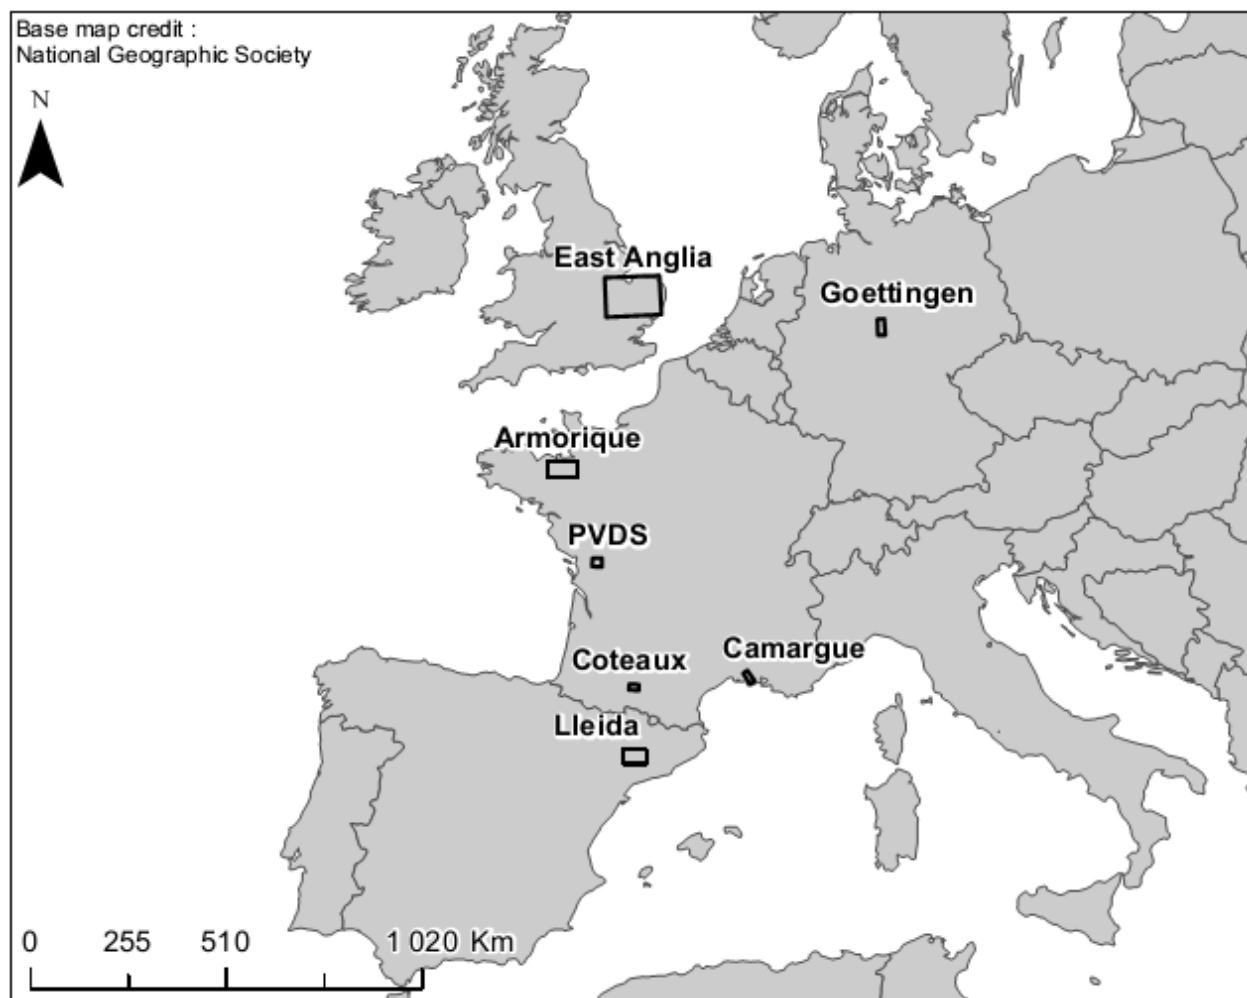 Base map credit :
National Geographic Society
N
East Anglia
Goettingen
Armorique
PVDS
Camargue
Coteaux
Lleida
0 255 510 1 020 Km